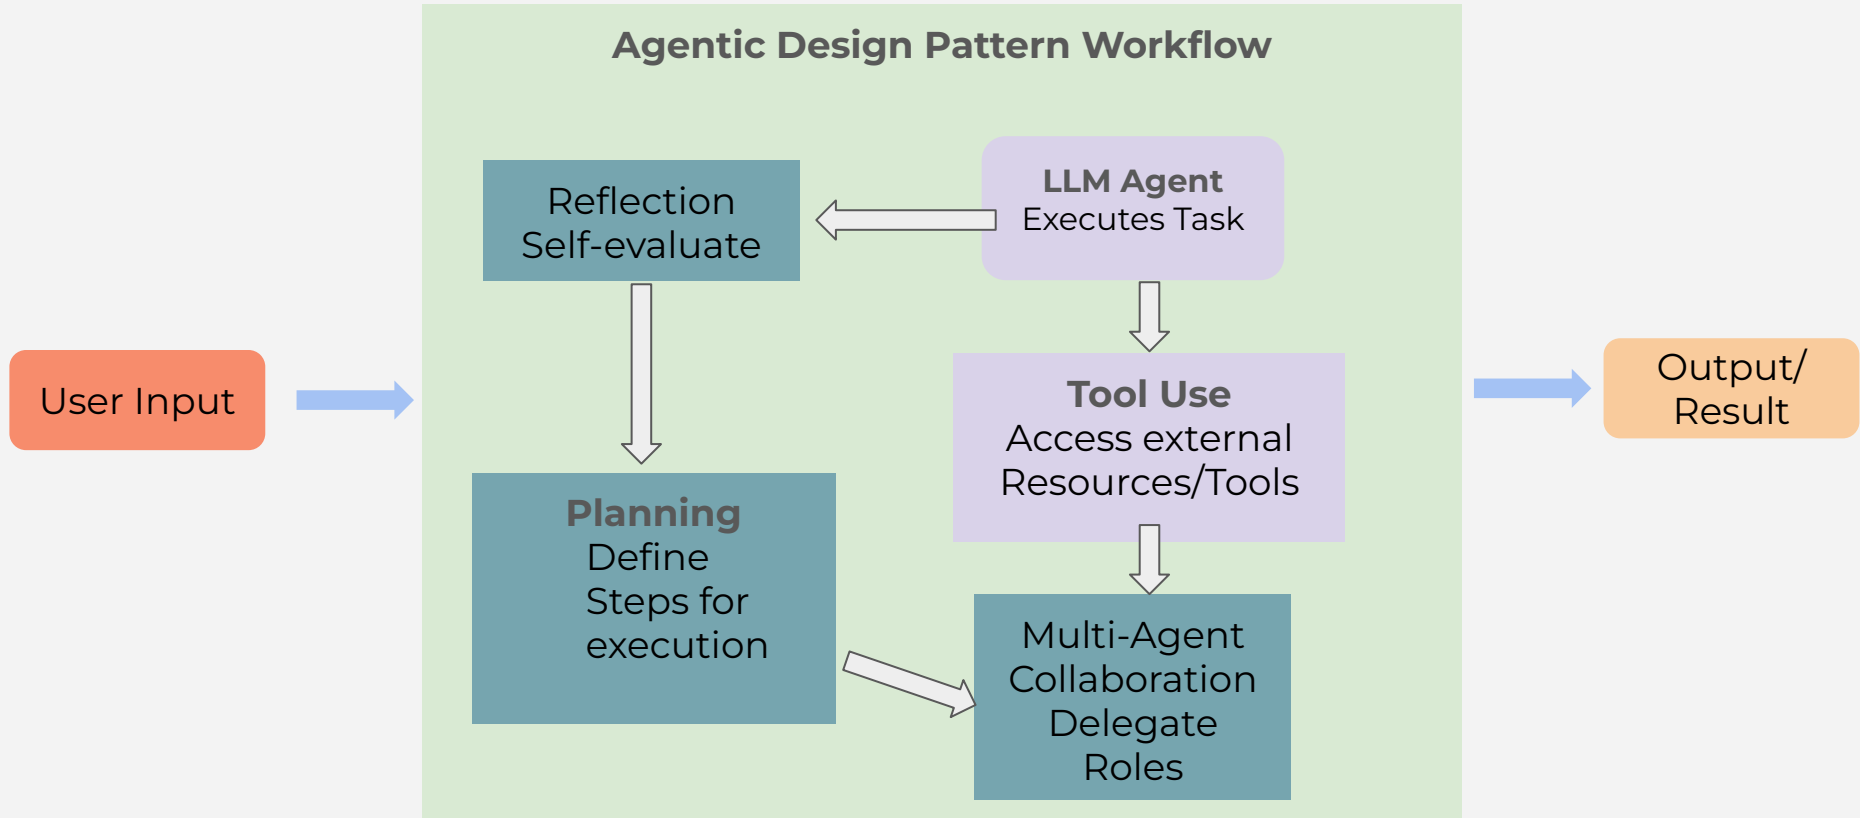 Agentic Design Pattern Workflow
Reflection
Self-evaluate
LLM Agent
Executes Task
User Input
Tool Use
Access external
Resources/Tools
Output/
Result
Planning
Define
Steps for
execution
Multi-Agent
Collaboration
Delegate
Roles